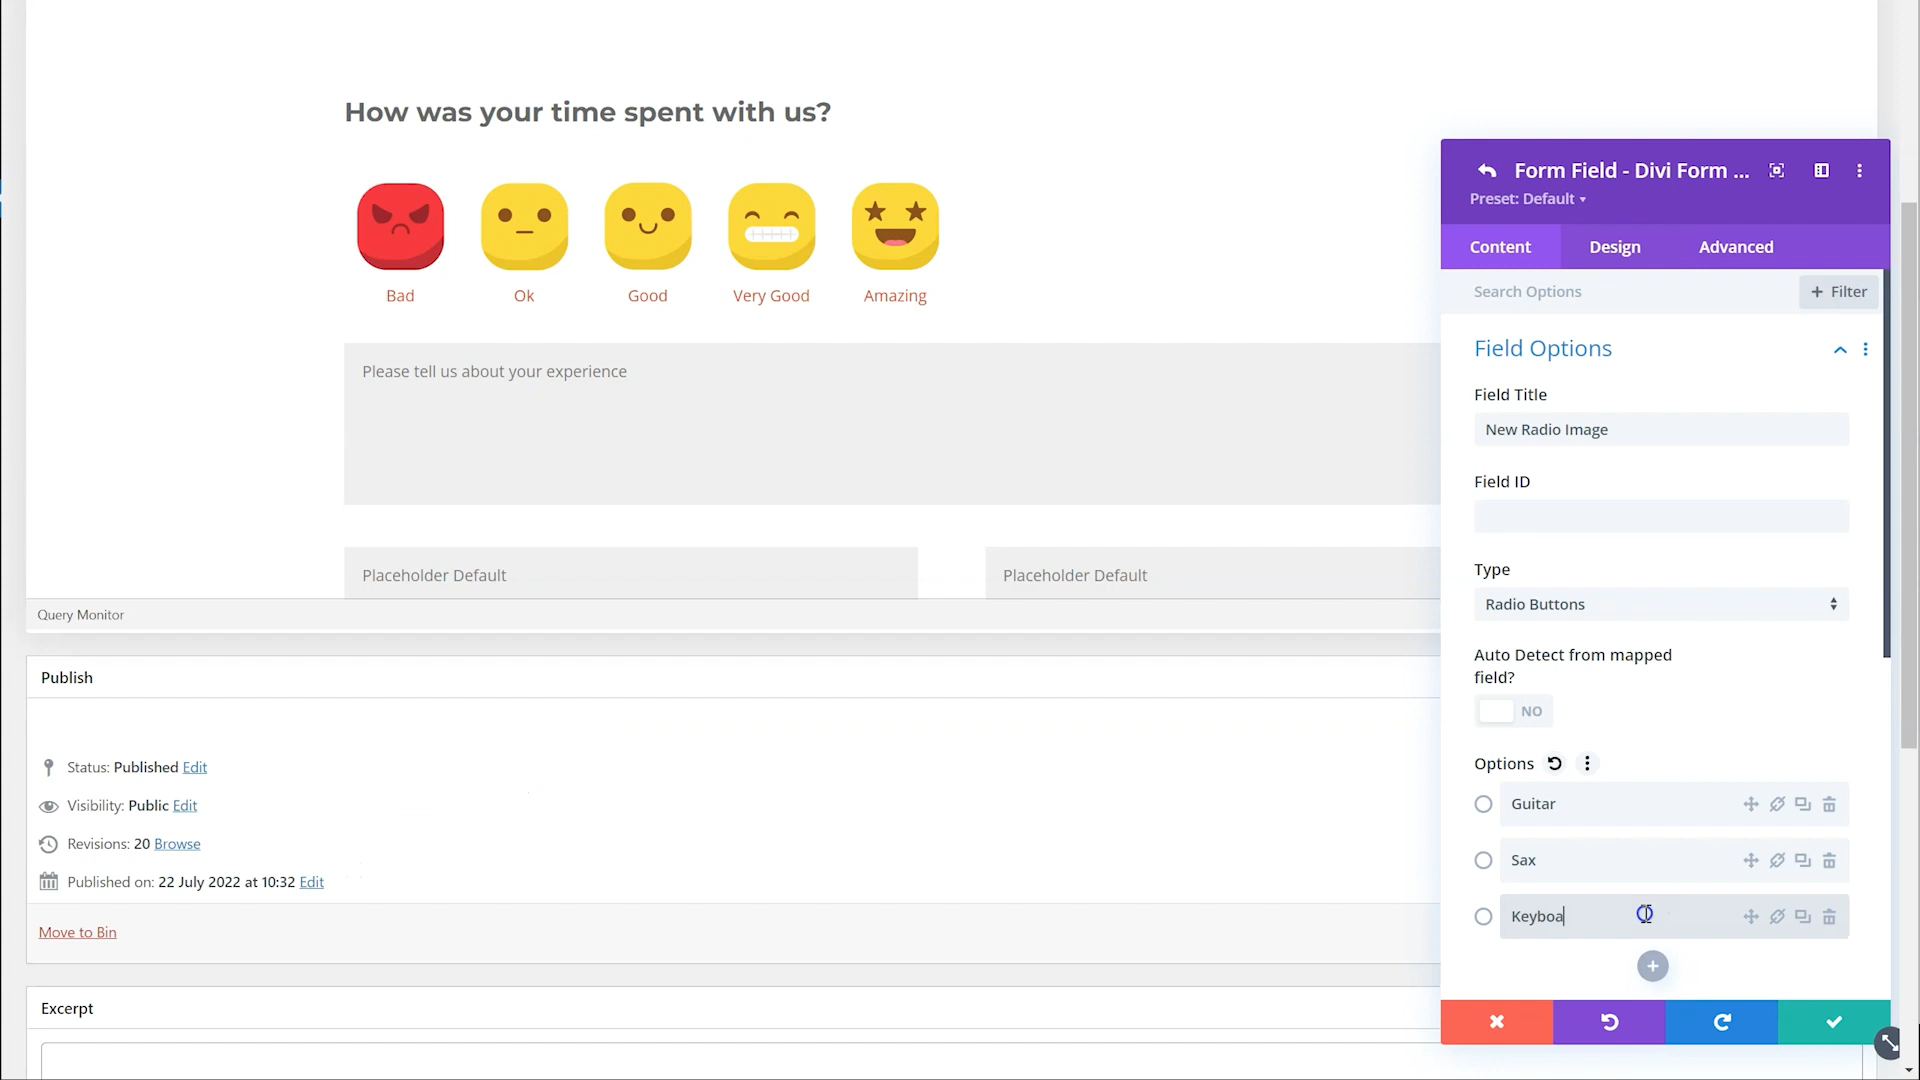 How was your time spent with us?
Bad
Ok
Good
Very Good
Amazing
Please tell us about your experience
Placeholder Default
Placeholder Default
Query Monitor
Publish
Status: Published Edit
Visibility: Public Edit
Revisions: 20 Browse
Published on: 22 July 2022 at 10:32 Edit
Move to Bin
Excerpt
Form Field - Divi Form ...
Preset: Default
Content
Design
Advanced
Search Options
+ Filter
Field Options
Field Title
New Radio Image
Field ID
Type
Radio Buttons
Auto Detect from mapped
field?
NO
Options
Guitar
Sax
Keyboa